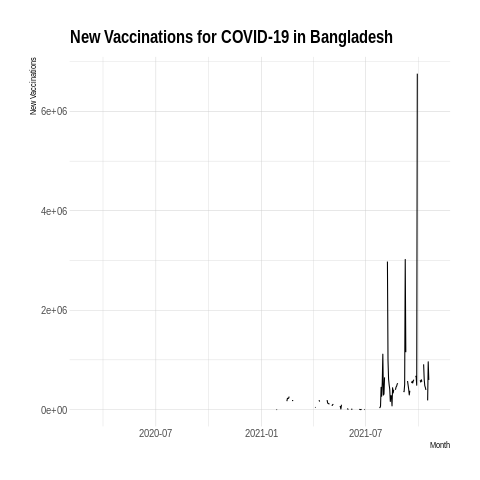 New Vaccinations for COVID-19 in Bangladesh
New Vaccinations
6e+06
4e+06
2e+06
0e+00
2020-07 2021-01 2021-07
Month